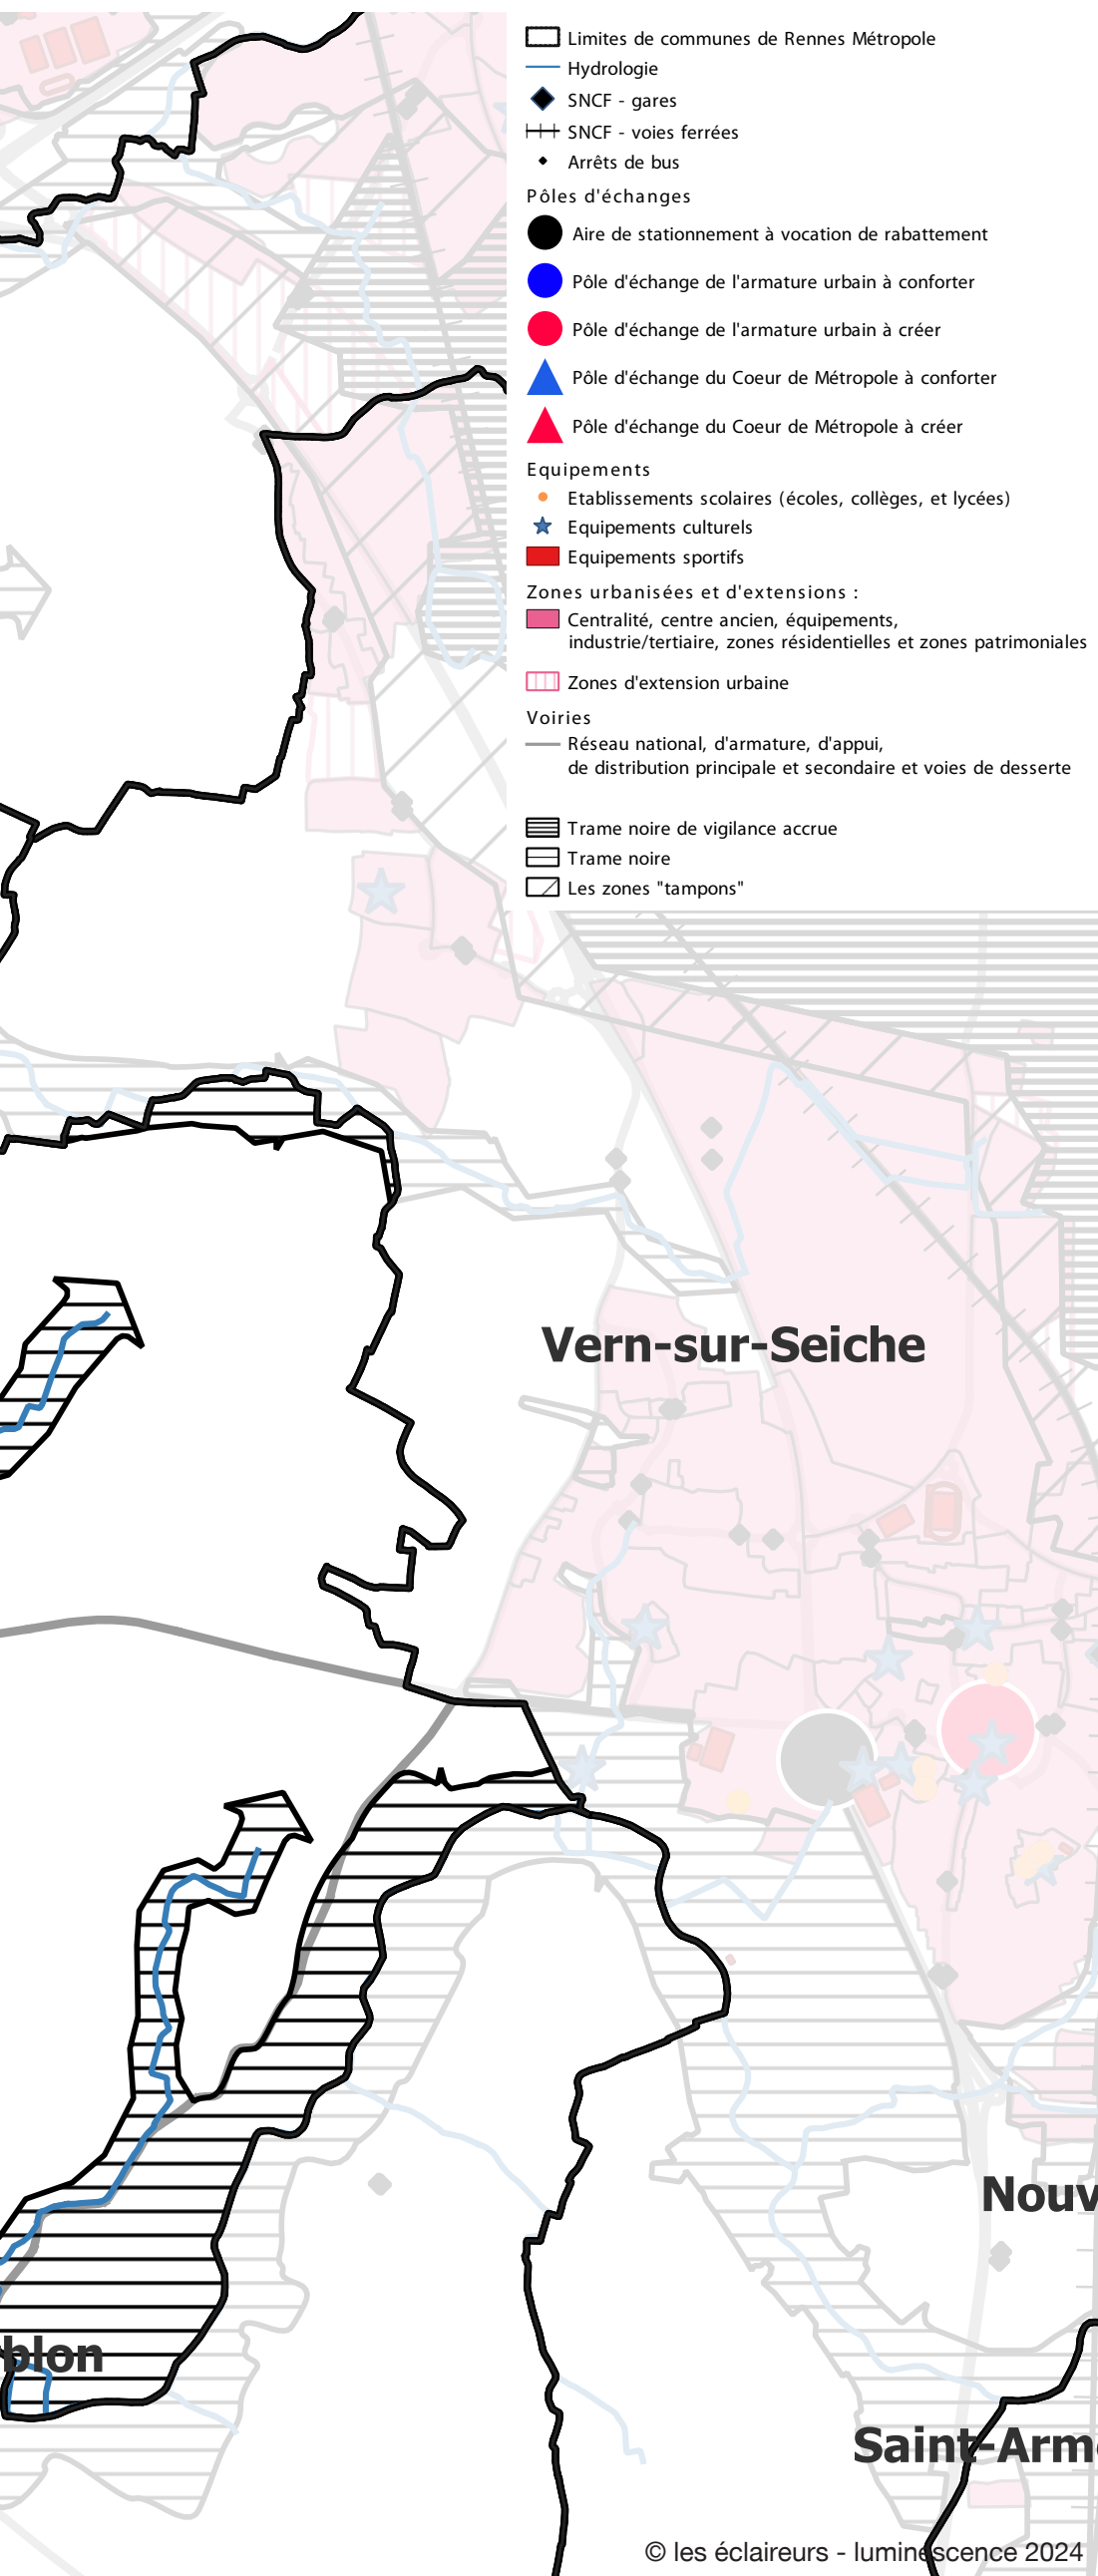 Limites de communes de Rennes Métropole
Hydrologie
SNCF - gares
SNCF - voies ferrées
Arrêts de bus
Pôles d'échanges
Aire de stationnement à vocation de rabattement
Pôle d'échange de l'armature urbain à conforter
Pôle d'échange de l'armature urbain à créer
Pôle d'échange du Coeur de Métropole à conforter
Pôle d'échange du Coeur de Métropole à créer
Equipements
Etablissements scolaires (écoles, collèges, et lycées)
Equipements culturels
Equipements sportifs
Zones urbanisées et d'extensions :
Centralité, centre ancien, équipements,
industrie/tertiaire, zones résidentielles et zones patrimoniales
Zones d'extension urbaine
Voiries
Réseau national, d'armature, d'appui,
de distribution principale et secondaire et voies de desserte
Trame noire de vigilance accrue
Trame noire
Les zones "tampons"
Vern-sur-Seiche
Nouv
blon
Saint-Arm
© les éclaireurs - luminescence 2024